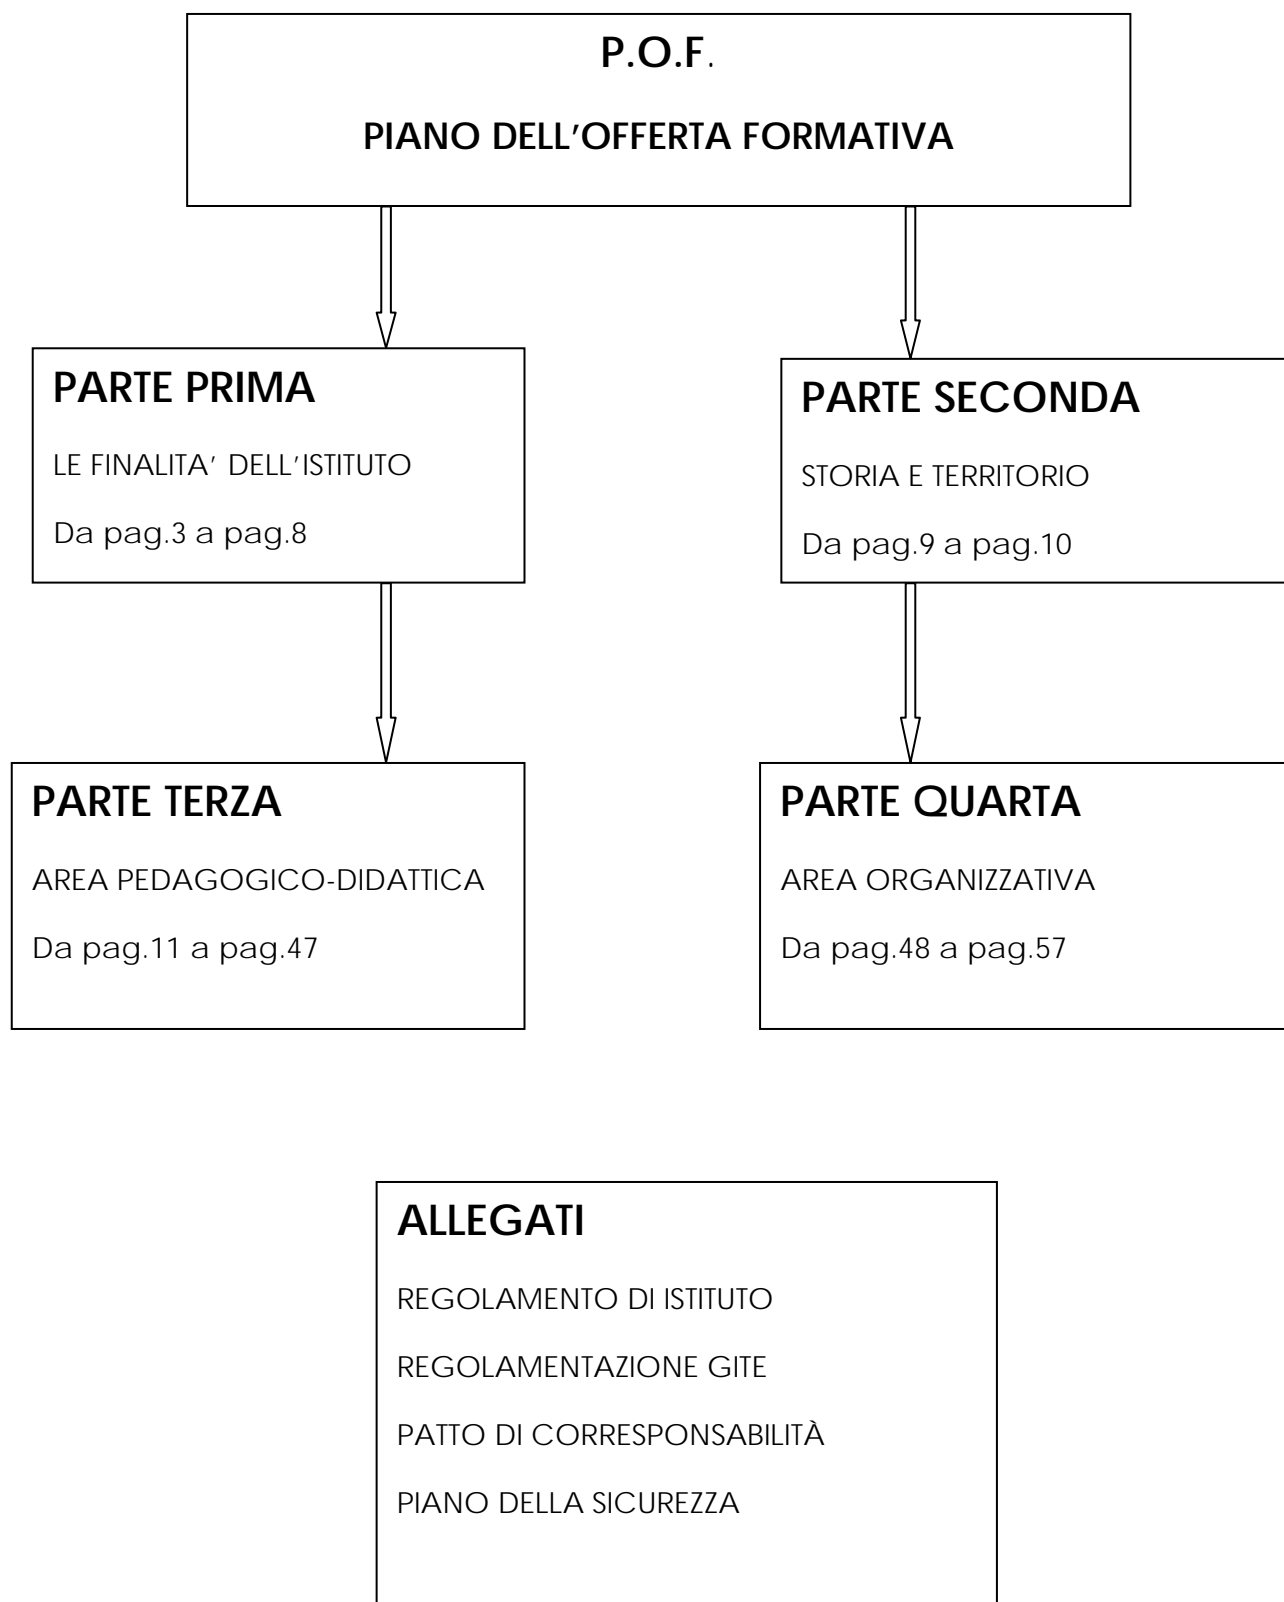 P.O.F.
PIANO DELL'OFFERTA FORMATIVA
PARTE PRIMA
LE FINALITA' DELL'ISTITUTO
Da pag.3 a pag.8
PARTE SECONDA
STORIA E TERRITORIO
Da pag.9 a pag.10
PARTE TERZA
AREA PEDAGOGICO-DIDATTICA
Da pag.11 a pag.47
PARTE QUARTA
AREA ORGANIZZATIVA
Da pag.48 a pag.57
ALLEGATI
REGOLAMENTO DI ISTITUTO
REGOLAMENTAZIONE GITE
PATTO DI CORRESPONSABILITÀ
PIANO DELLA SICUREZZA